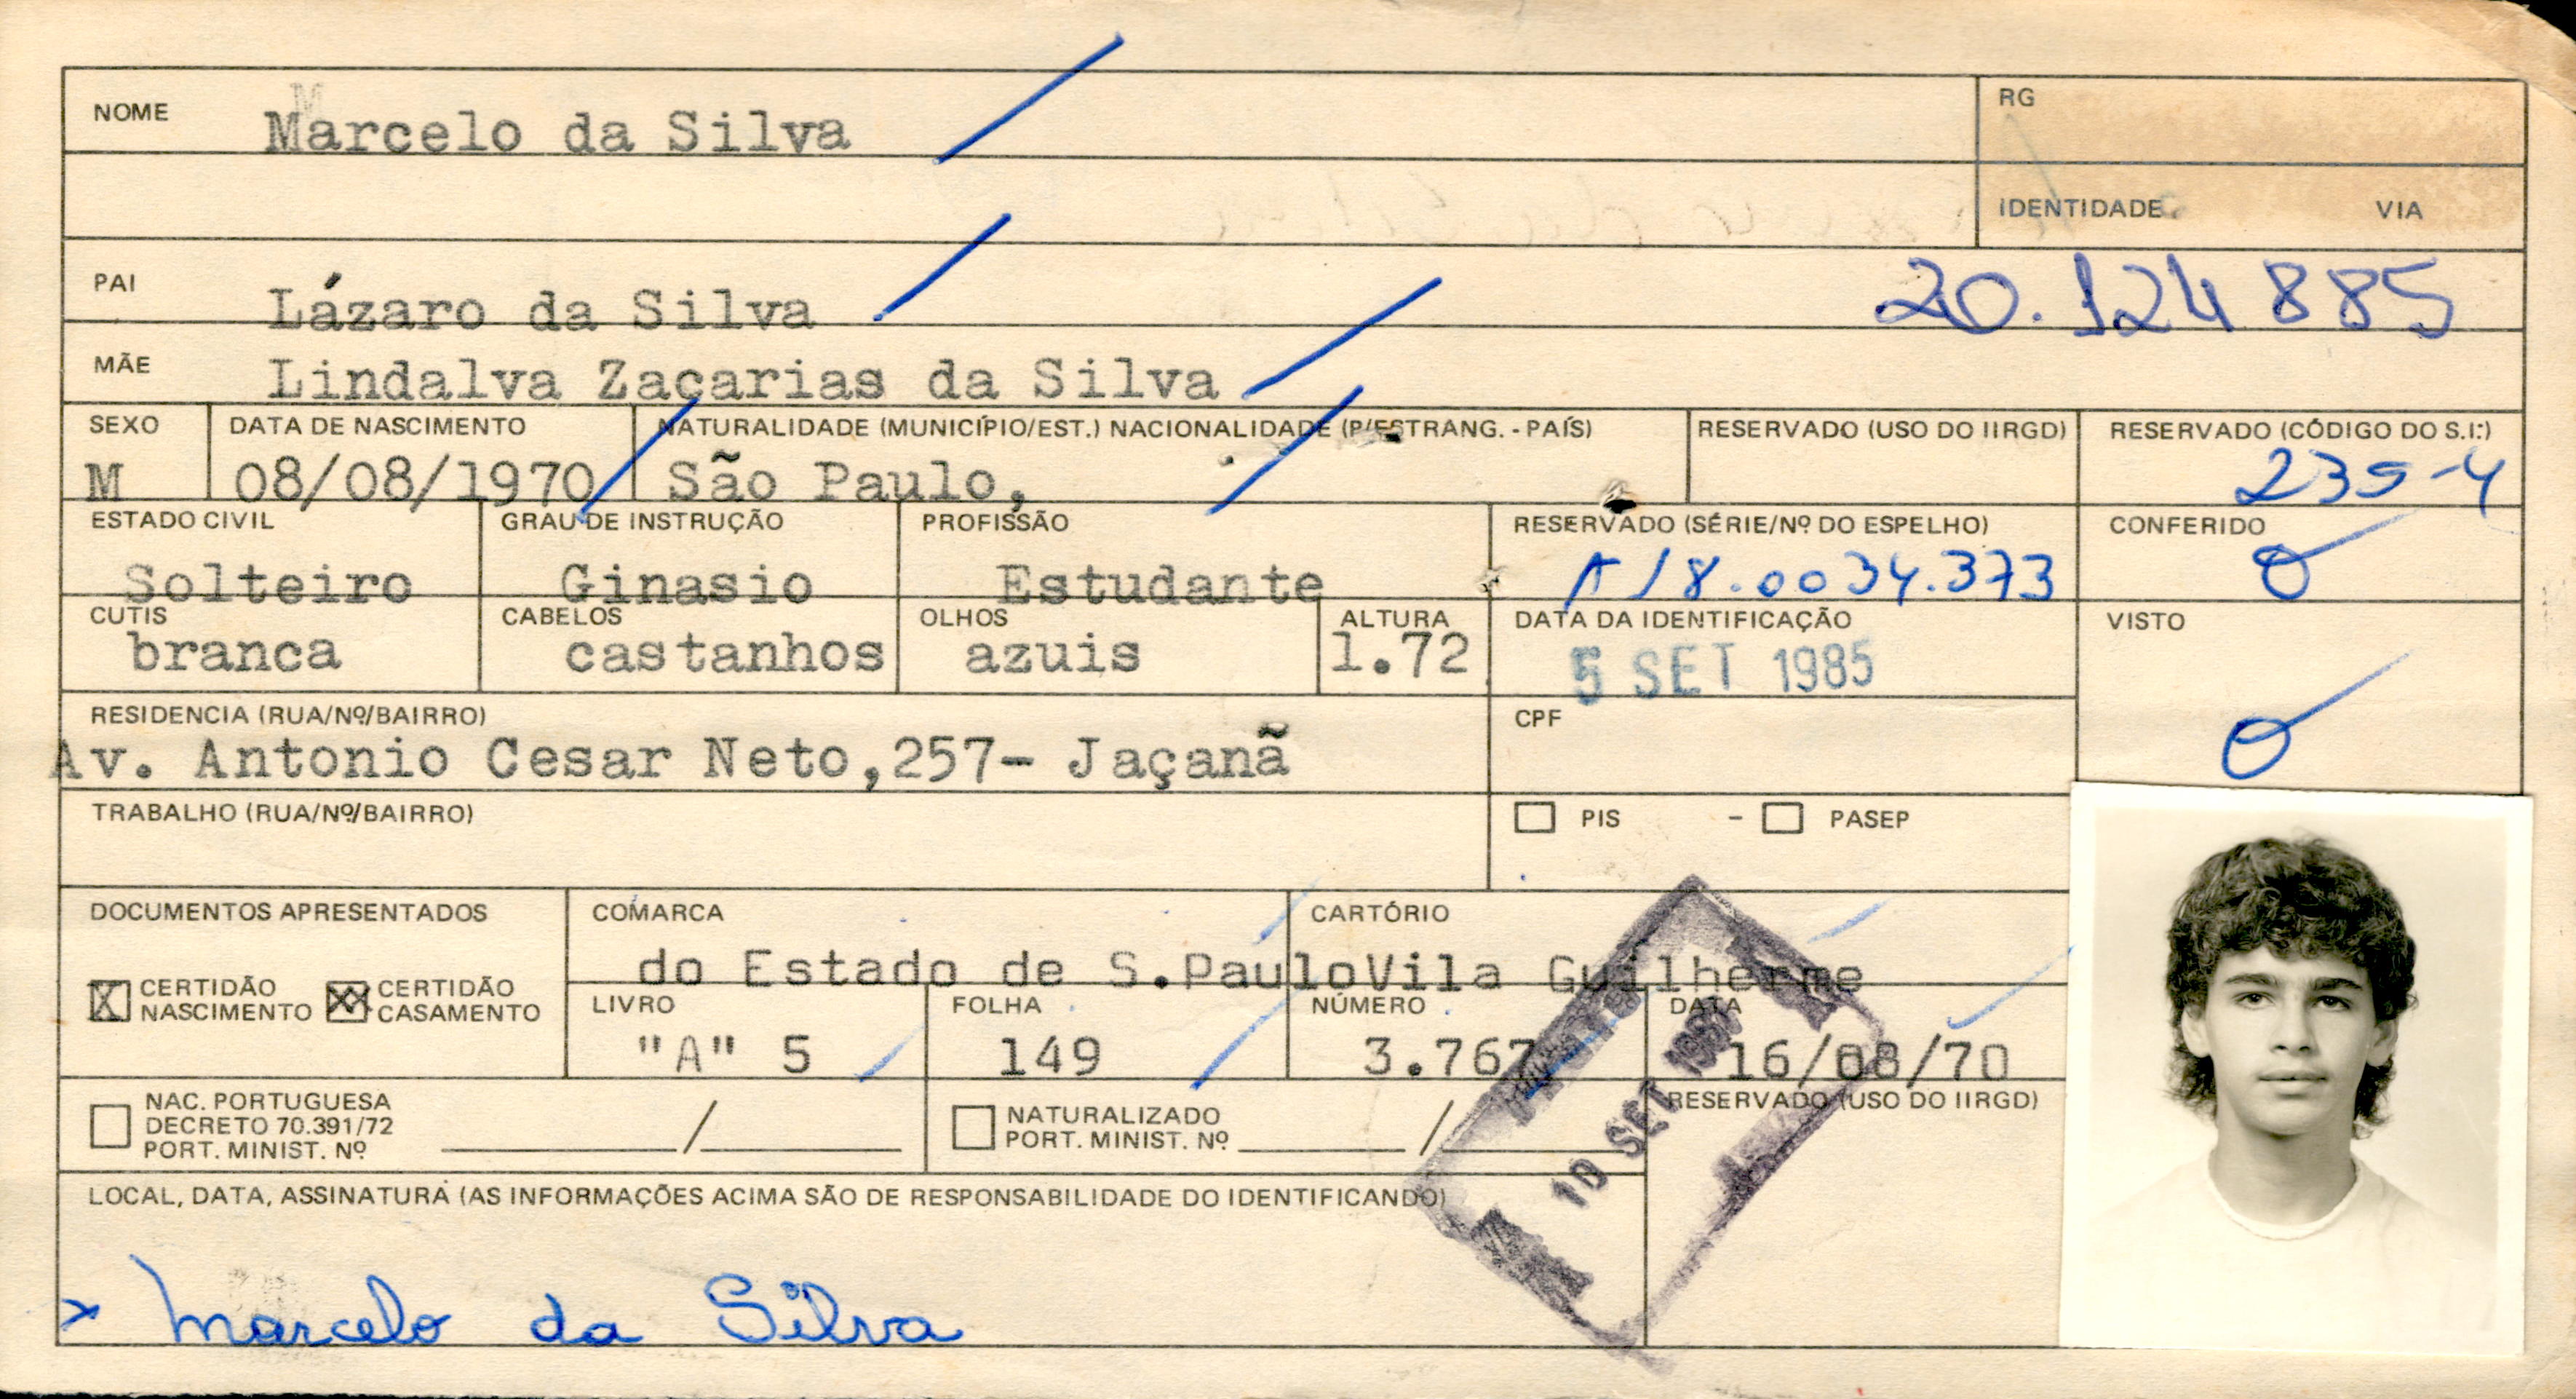 NOME Marcelo da Silva
RG
IDENTIDADE VIA
PAI Lázaro da Silva
20.124885
MÃE Lindalva Zacarias da Silva
SEXO DATA DE NASCIMENTO NATURALIDADE (MUNICÍPIO/EST.) NACIONALIDADE (P/ESTRANG. - PAÍS) RESERVADO (USO DO IIRGD) RESERVADO (CÓDIGO DO S.I.)
M 08/08/1970 São Paulo, 239-4
ESTADO CIVIL GRAU DE INSTRUÇÃO PROFISSÃO RESERVADO (SÉRIE/Nº DO ESPELHO) CONFERIDO
Solteiro Ginasio Estudante 18.0034.373
CUTIS CABELOS OLHOS ALTURA DATA DA IDENTIFICAÇÃO VISTO
branca castanhos azuis 1.72 5 SET 1985
RESIDENCIA (RUA/Nº/BAIRRO) CPF
Av. Antonio Cesar Neto,257- Jaçanã
TRABALHO (RUA/Nº/BAIRRO) PIS - PASEP
DOCUMENTOS APRESENTADOS COMARCA CARTÓRIO
do Estado de S.Paulo Vila Guilherme
X CERTIDÃO NASCIMENTO CERTIDÃO CASAMENTO
LIVRO FOLHA NÚMERO DATA
"A" 5 149 3.767 16/08/70
NAC. PORTUGUESA
DECRETO 70.391/72
PORT. MINIST. Nº /
NATURALIZADO
PORT. MINIST. Nº /
RESERVADO (USO DO IIRGD)
10 SET
LOCAL, DATA, ASSINATURA (AS INFORMAÇÕES ACIMA SÃO DE RESPONSABILIDADE DO IDENTIFICANDO)
x Marcelo da Silva